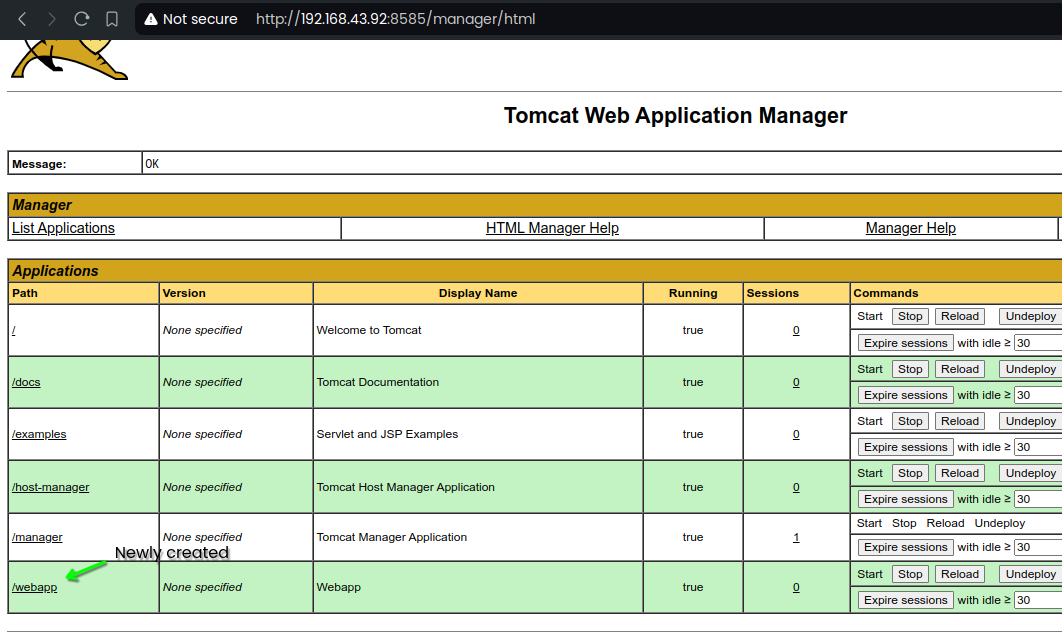 Not secure http://192.168.43.92:8585/manager/html
Tomcat Web Application Manager
Message: OK
Manager
List Applications HTML Manager Help Manager Help
Applications
Path Version Display Name Running Sessions Commands
/ None specified Welcome to Tomcat true 0 Start Stop Reload Undeploy
Expire sessions with idle ≥ 30
/docs None specified Tomcat Documentation true 0 Start Stop Reload Undeploy
Expire sessions with idle ≥ 30
/examples None specified Servlet and JSP Examples true 0 Start Stop Reload Undeploy
Expire sessions with idle ≥ 30
/host-manager None specified Tomcat Host Manager Application true 0 Start Stop Reload Undeploy
Expire sessions with idle ≥ 30
/manager None specified Tomcat Manager Application true 1 Start Stop Reload Undeploy
Expire sessions with idle ≥ 30
Newly created
/webapp None specified Webapp true 0 Start Stop Reload Undeploy
Expire sessions with idle ≥ 30